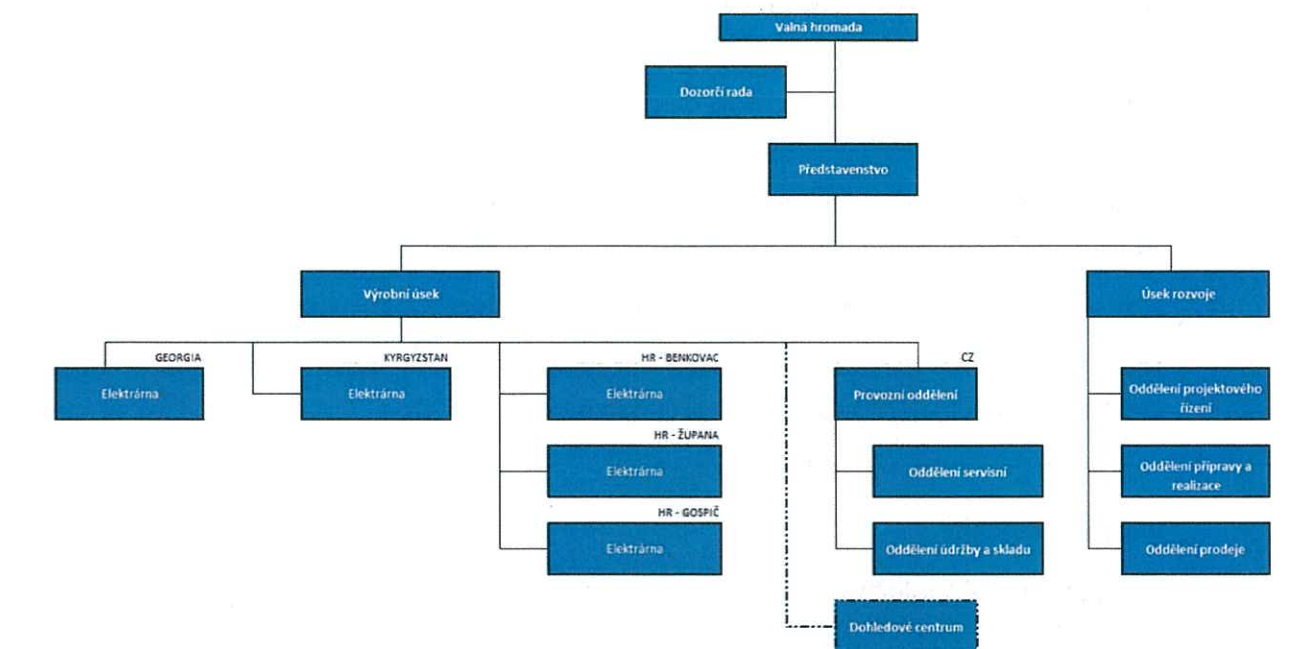 Valná hromada
Dozorčí rada
Představenstvo
Výrobní úsek
Úsek rozvoje
GEORGIA
KYRGYZSTAN
HR - BENKOVAC
CZ
Elektrárna
Elektrárna
Elektrárna
Provozní oddělení
Oddělení projektového
řízení
HR - ŽUPANA
Elektrárna
Oddělení servisní
Oddělení přípravy a
realizace
HR - GOSPIČ
Elektrárna
Oddělení údržby a skladu
Oddělení prodeje
Dohledové centrum